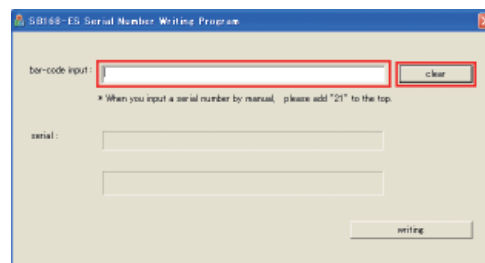 SB168-ES Serial Number Writing Program
bar-code input :
clear
* When you input a serial number by manual, please add "21" to the top.
serial :
writing